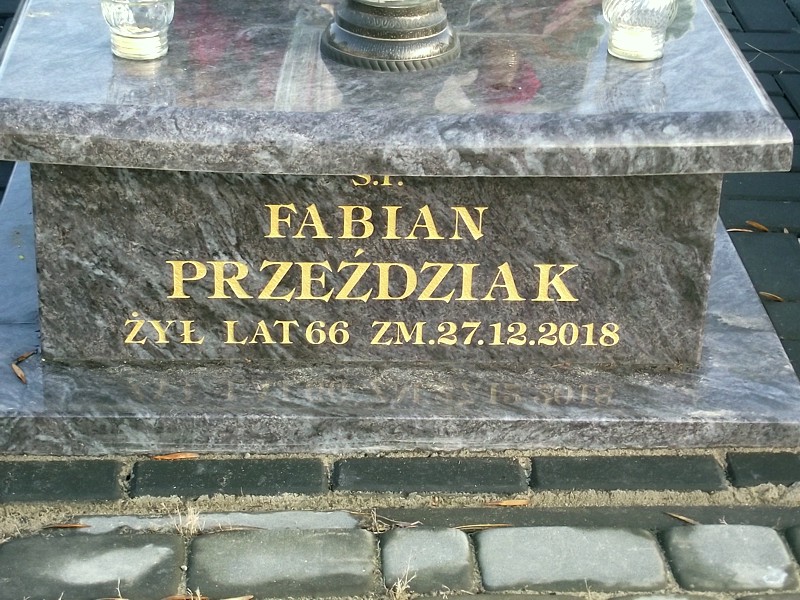 Ś.P.
FABIAN
PRZEŹDZIAK
ŻYŁ LAT 66 ZM.27.12.2018